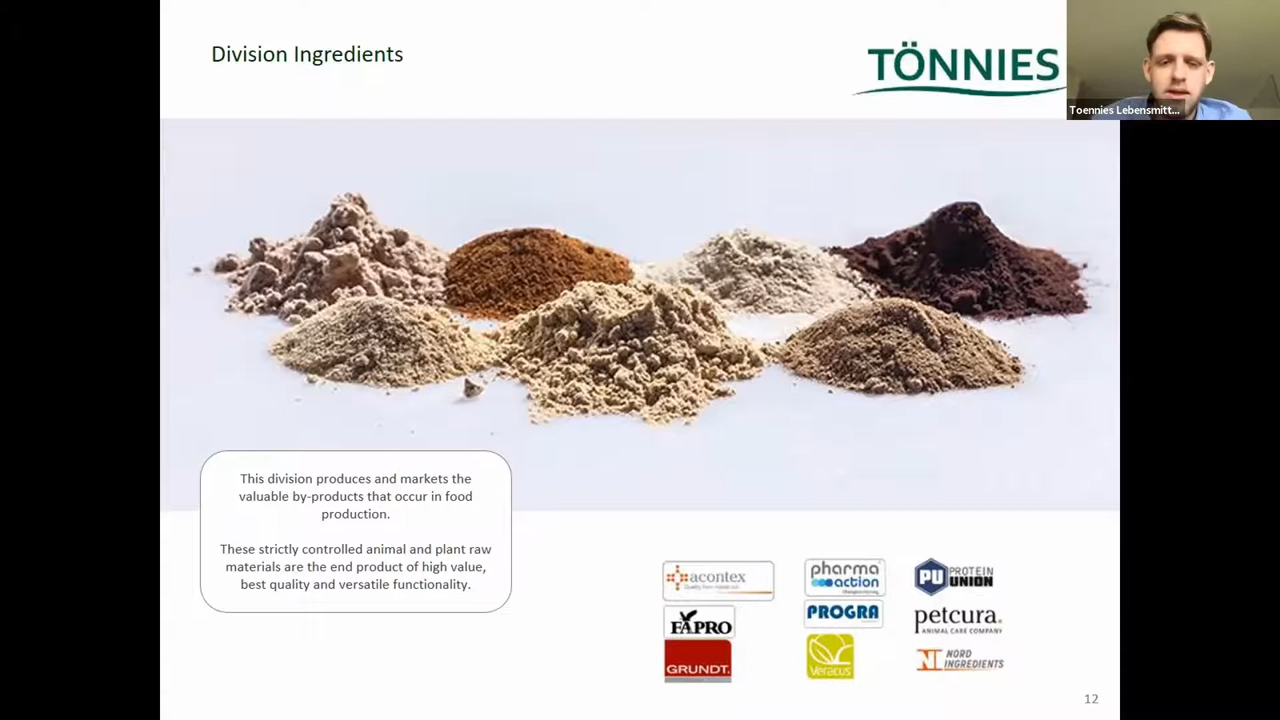 Division Ingredients
TÖNNIES
Toennies Lebensmitt...
This division produces and markets the
valuable by-products that occur in food
production.
These strictly controlled animal and plant raw
materials are the end product of high value,
best quality and versatile functionality.
acontex
pharma
action
PU PROTEIN
UNION
FAPRO
PROGRA
petcura.
ANIMAL CARE COMPANY
GRUNDT.
Veracus
NI NORD
INGREDIENTS
12